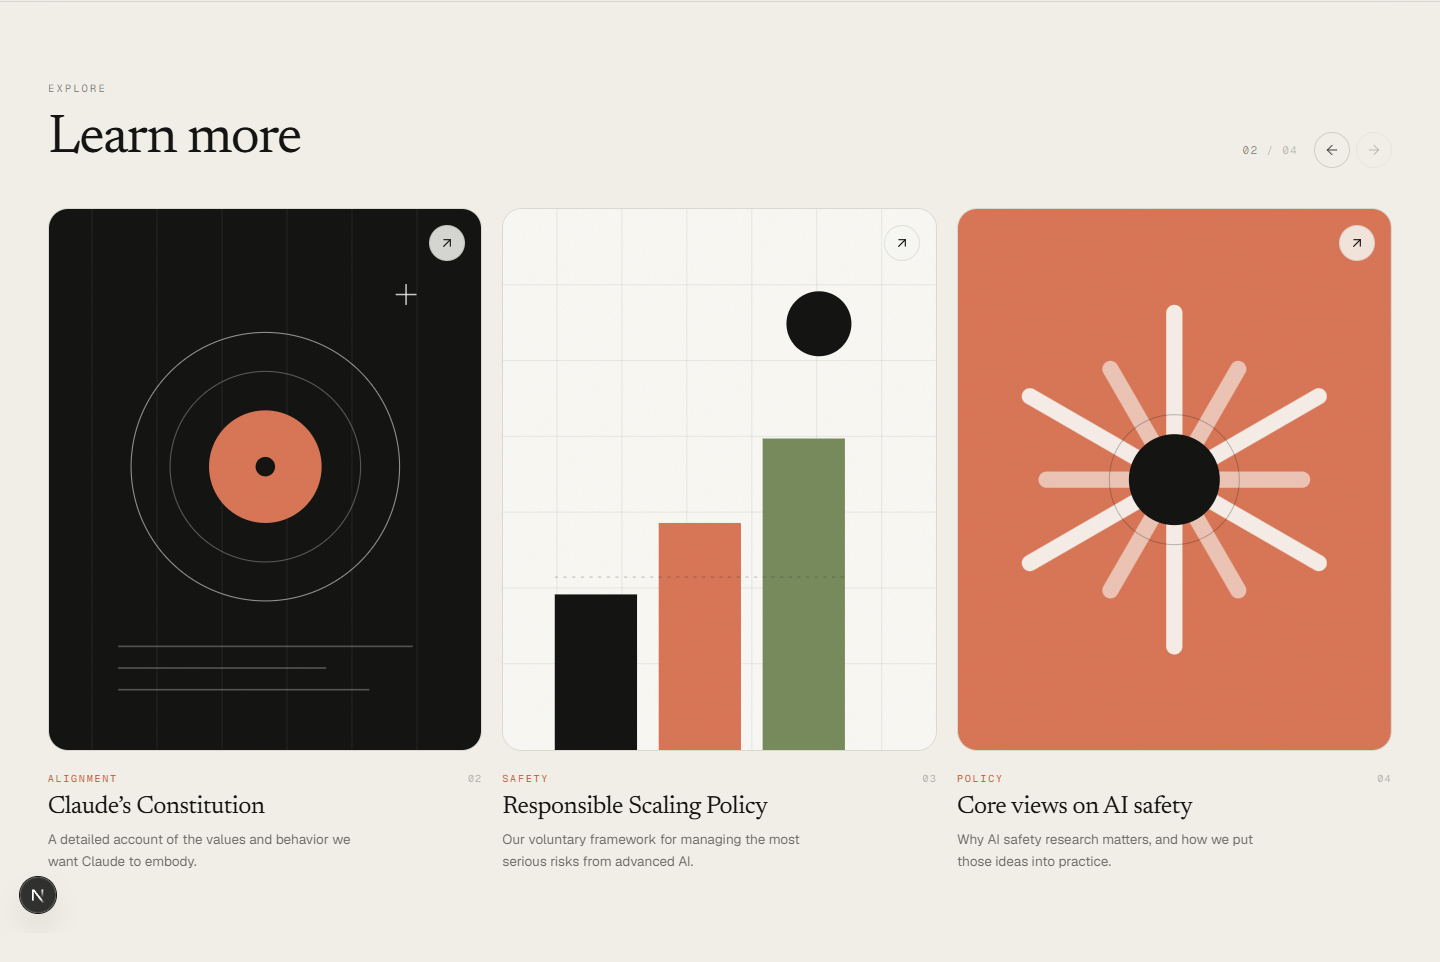 EXPLORE
Learn more
02 / 04
ALIGNMENT 02
Claude’s Constitution
A detailed account of the values and behavior we
want Claude to embody.
SAFETY 03
Responsible Scaling Policy
Our voluntary framework for managing the most
serious risks from advanced AI.
POLICY 04
Core views on AI safety
Why AI safety research matters, and how we put
those ideas into practice.
N